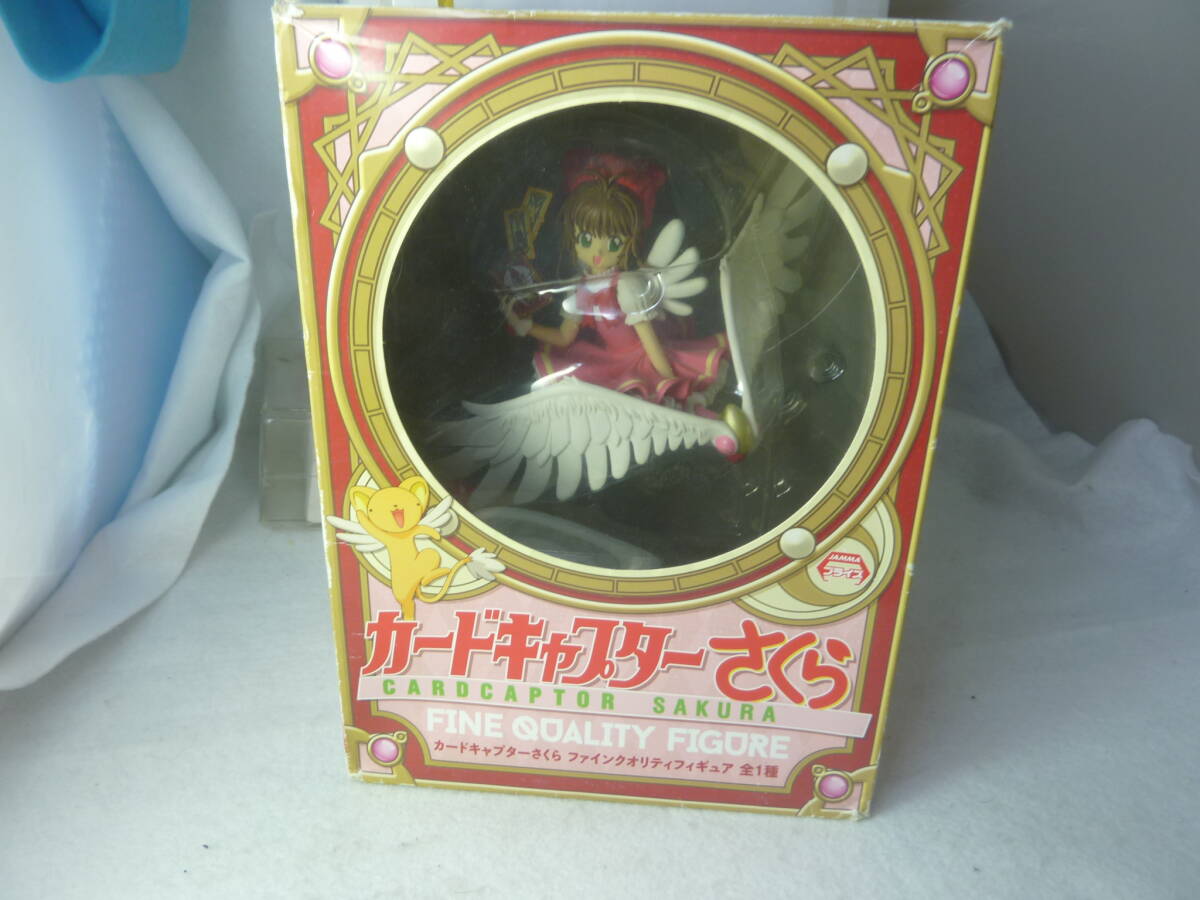 JAMMA
プライズ
カードキャプターさくら
CARDCAPTOR SAKURA
FINE QUALITY FIGURE
カードキャプターさくら ファインクオリティフィギュア 全1種